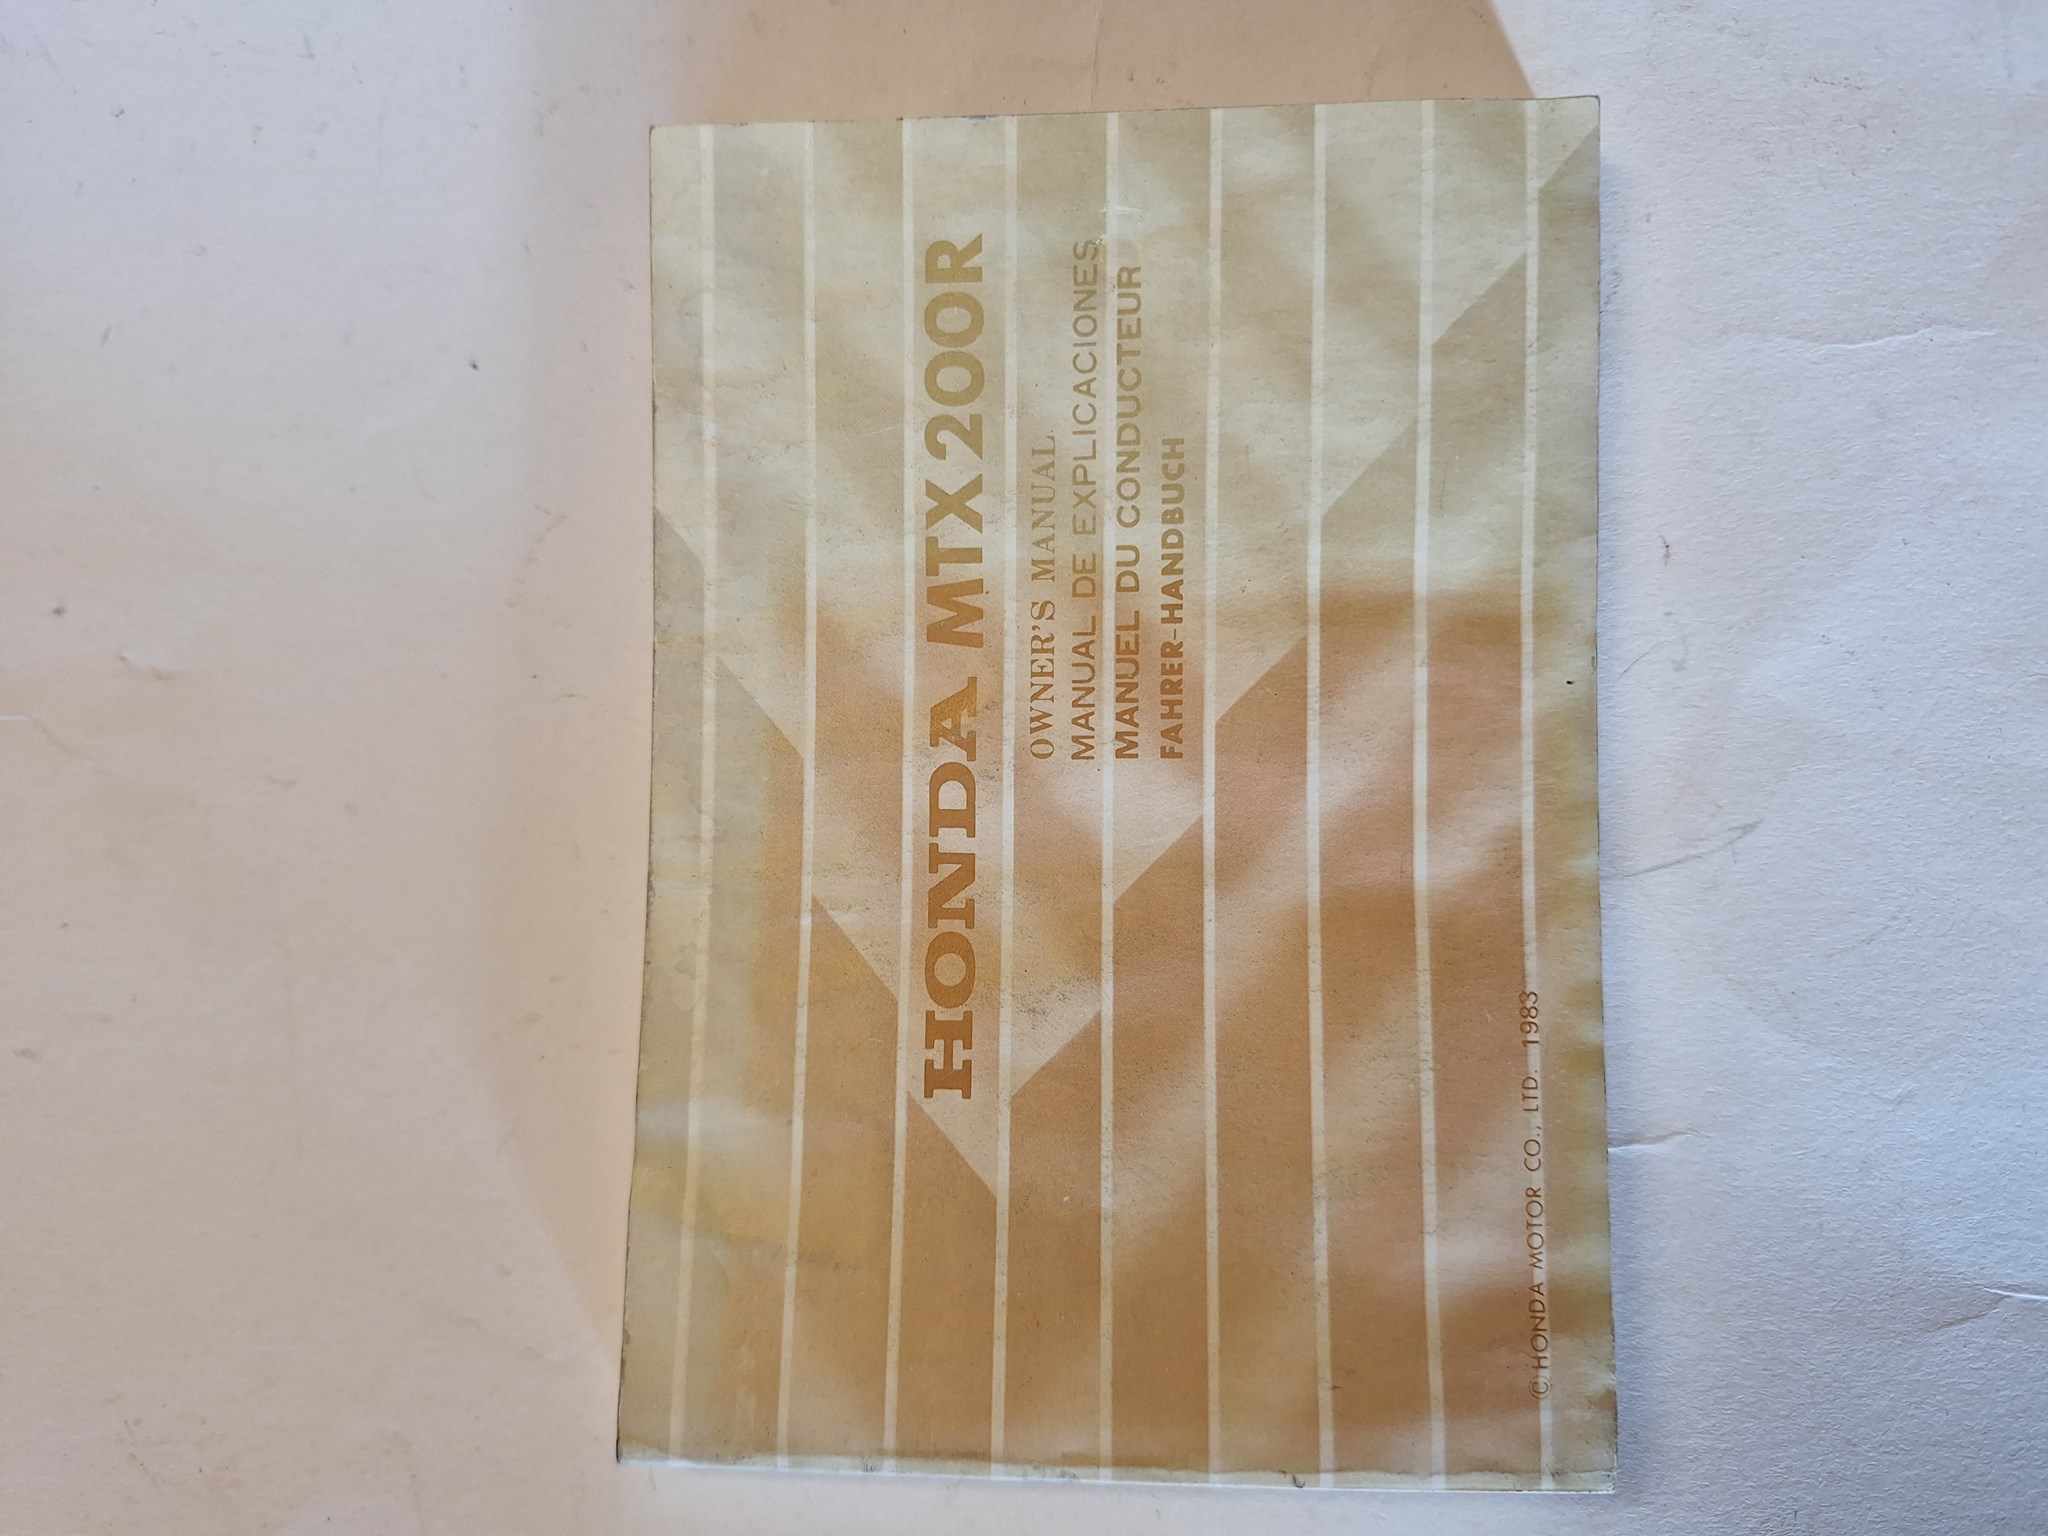 HONDA MTX200R
OWNER'S MANUAL
MANUAL DE EXPLICACIONES
MANUEL DU CONDUCTEUR
FAHRER-HANDBUCH
©HONDA MOTOR CO., LTD. 1983